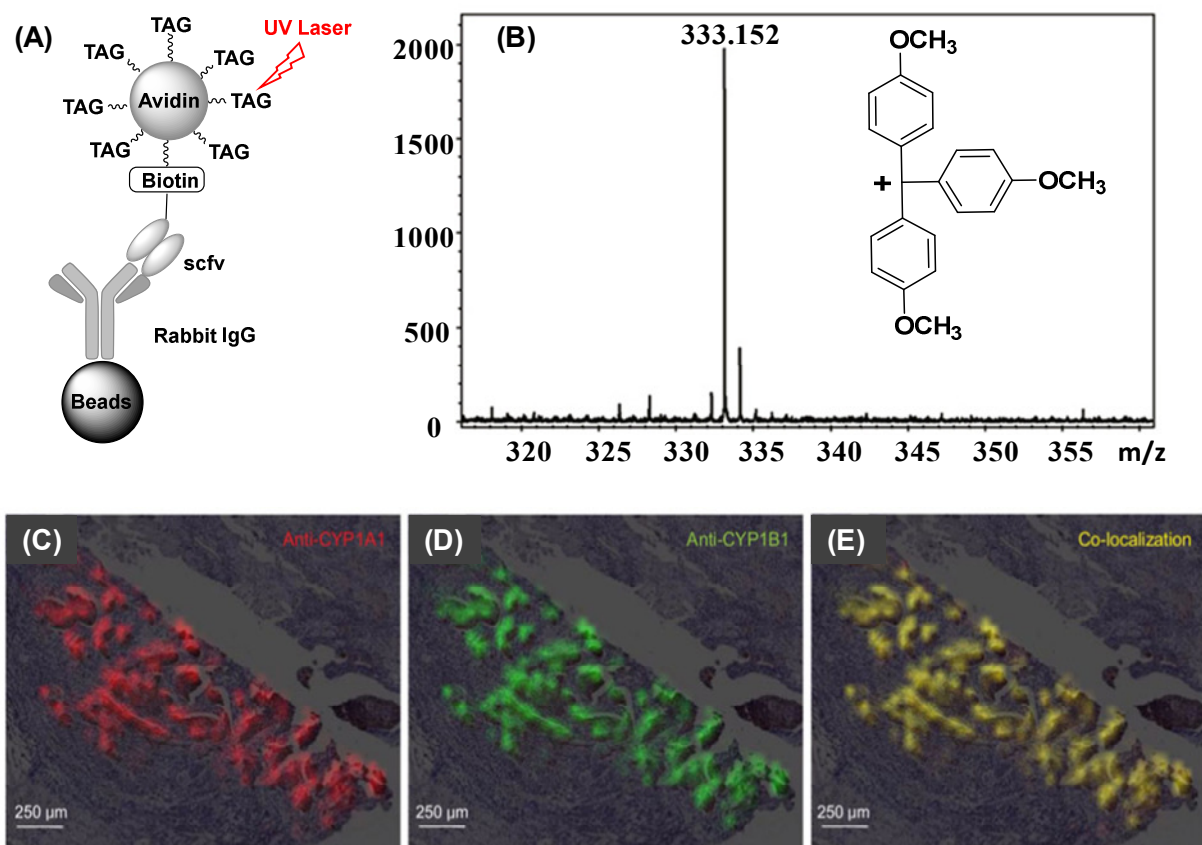 (A)
TAG
UV Laser
TAG
TAG
TAG
Avidin
TAG
TAG
TAG
Biotin
scfv
Rabbit IgG
Beads
(B)
333.152
OCH3
+
OCH3
OCH3
2000
1500
1000
500
0
320 325 330 335 340 345 350 355 m/z
(C)
Anti-CYP1A1
250 µm
(D)
Anti-CYP1B1
250 µm
(E)
Co-localization
250 µm